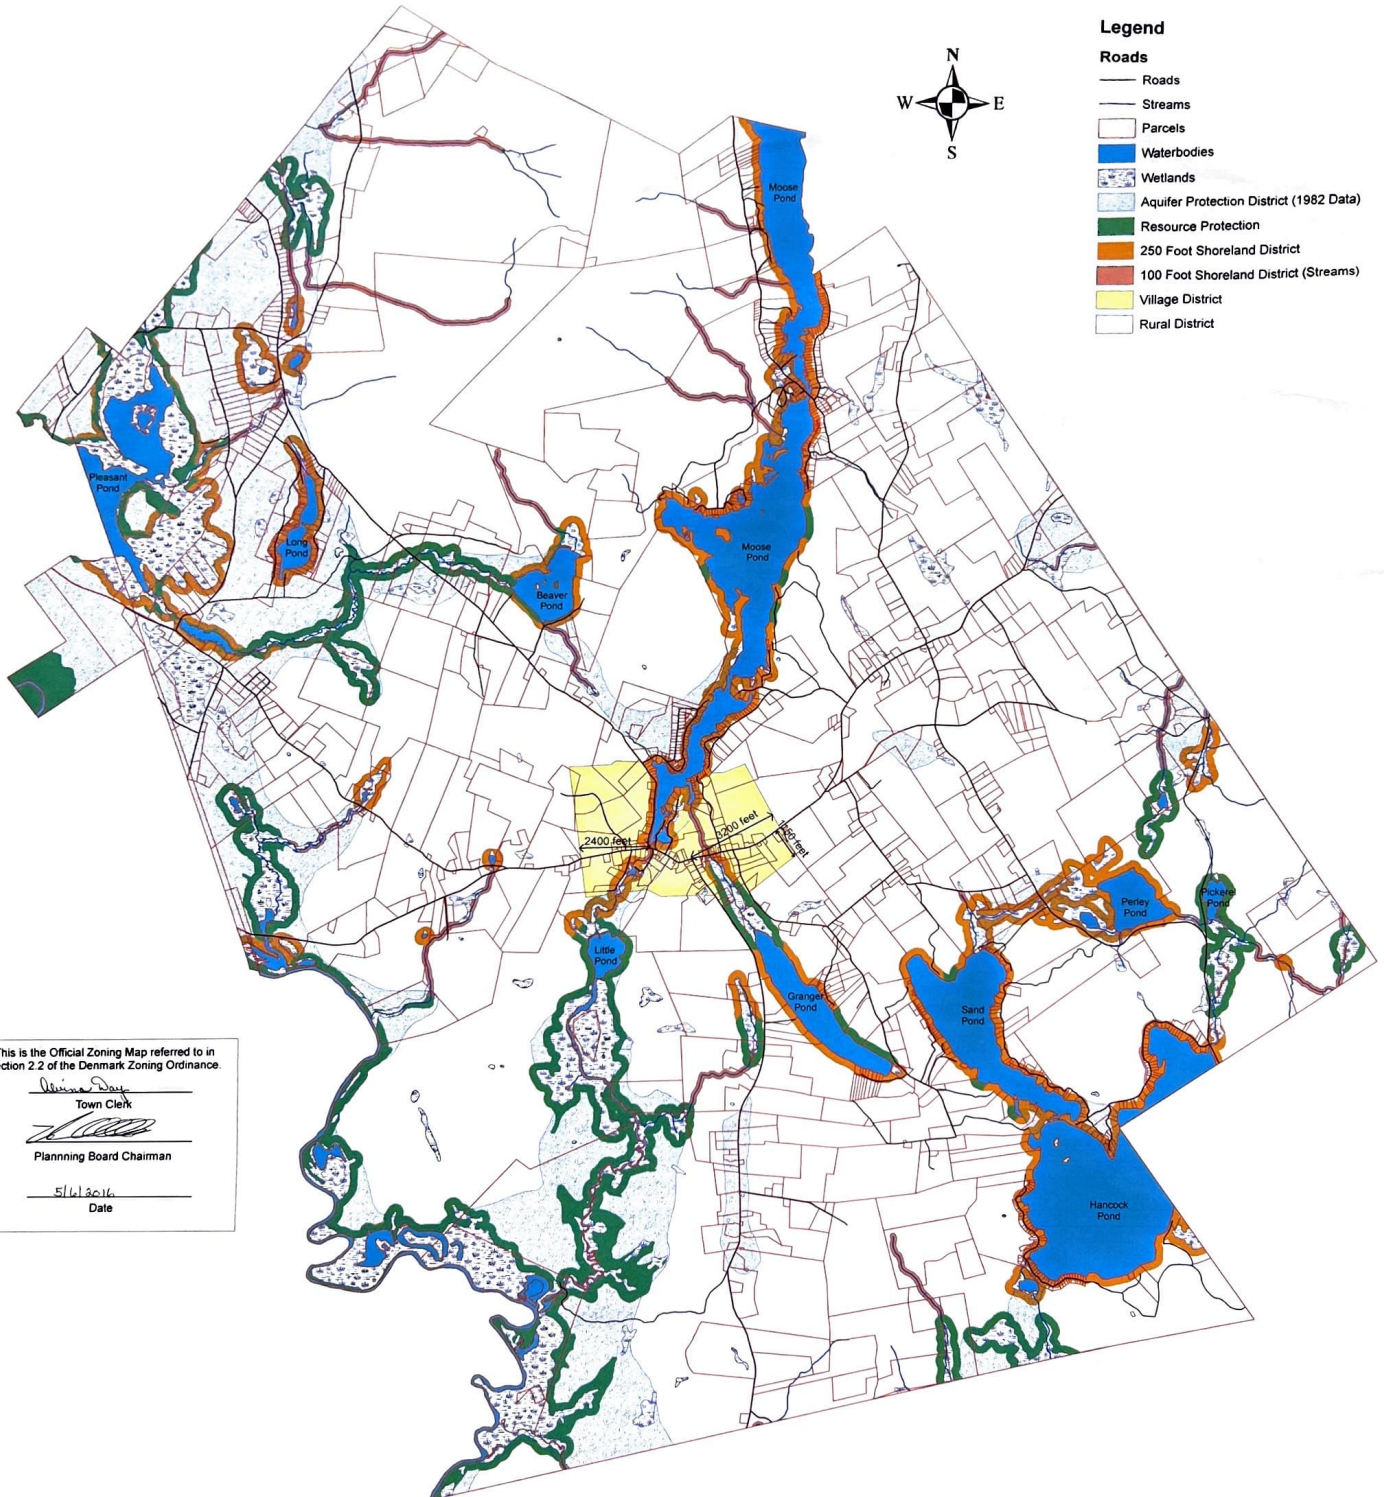 Legend
Roads
Roads
Streams
Parcels
Waterbodies
Wetlands
Aquifer Protection District (1982 Data)
Resource Protection
250 Foot Shoreland District
100 Foot Shoreland District (Streams)
Village District
Rural District
N
W
E
S
Moose
Pond
Pleasant
Pond
Long
Pond
Moose
Pond
Beaver
Pond
2400 feet
3200 feet
Perley
Pond
Pickerel
Pond
Little
Pond
Granger
Pond
Sand
Pond
Hancock
Pond
This is the Official Zoning Map referred to in
ction 2.2 of the Denmark Zoning Ordinance.
Town Clerk
Plannning Board Chairman
5/6/2016
Date